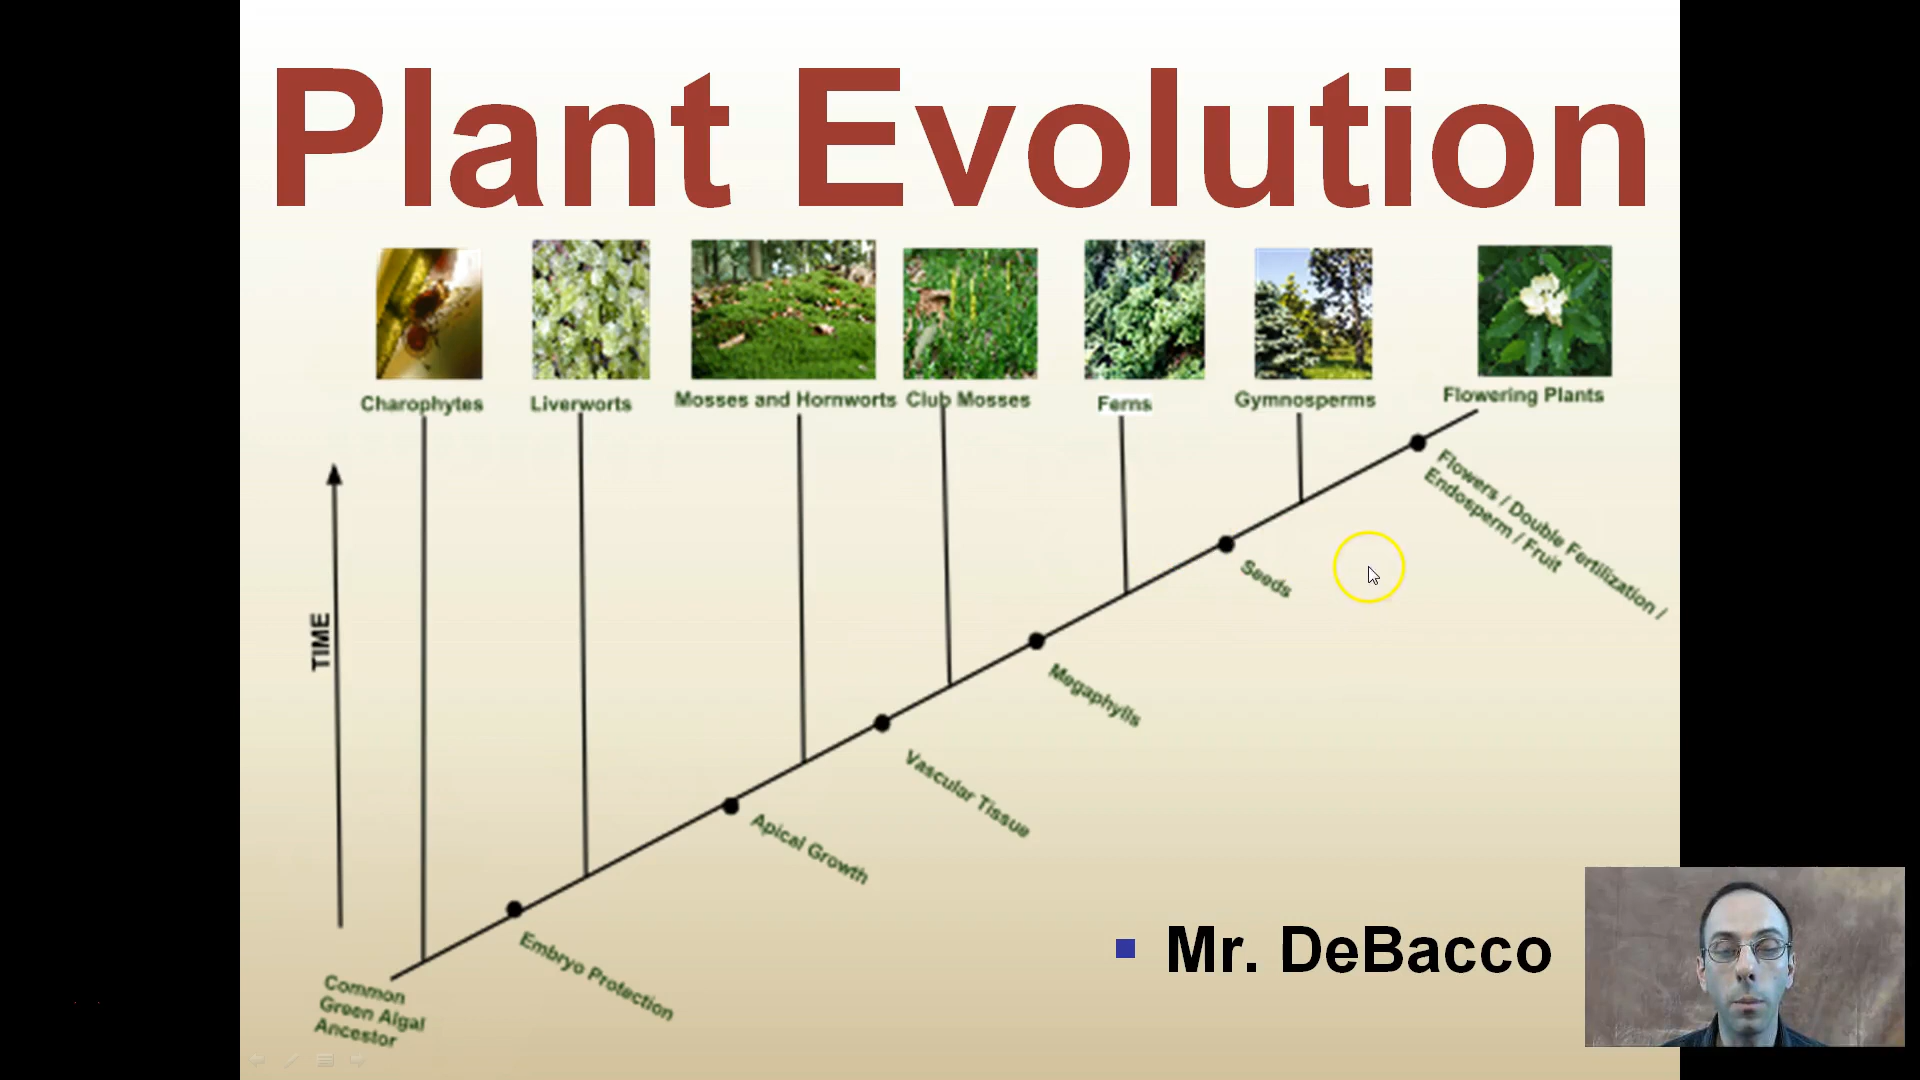 Plant Evolution
Charophytes
Liverworts
Mosses and Hornworts
Club Mosses
Ferns
Gymnosperms
Flowering Plants
TIME
Flowers / Double Fertilization /
Endosperm / Fruit
Seeds
Megaphylls
Vascular Tissue
Apical Growth
Embryo Protection
Common
Green Algal
Ancestor
Mr. DeBacco